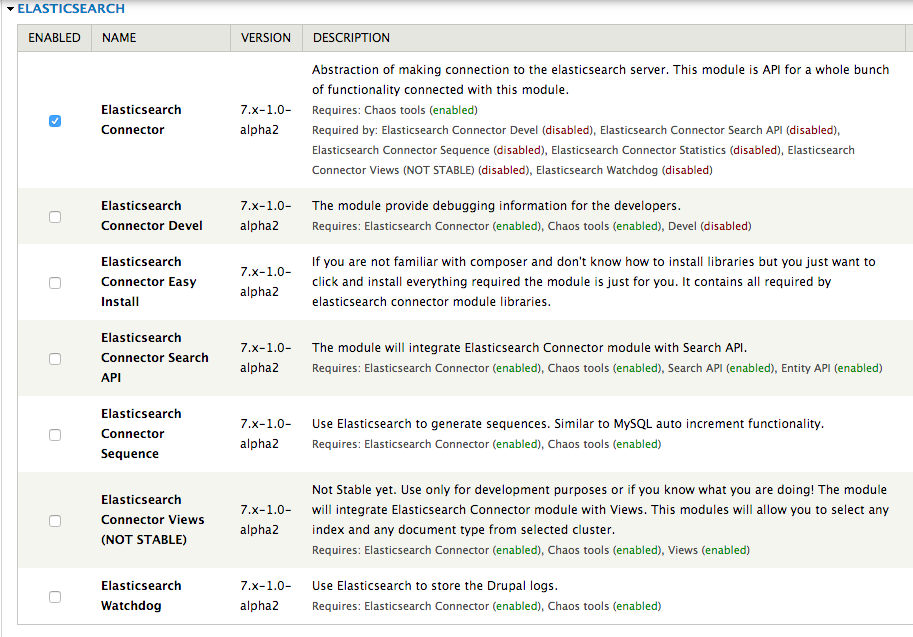 ELASTICSEARCH
ENABLED NAME VERSION DESCRIPTION
Elasticsearch
Connector
7.x-1.0-
alpha2
Abstraction of making connection to the elasticsearch server. This module is API for a whole bunch
of functionality connected with this module.
Requires: Chaos tools (enabled)
Required by: Elasticsearch Connector Devel (disabled), Elasticsearch Connector Search API (disabled),
Elasticsearch Connector Sequence (disabled), Elasticsearch Connector Statistics (disabled), Elasticsearch
Connector Views (NOT STABLE) (disabled), Elasticsearch Watchdog (disabled)
Elasticsearch
Connector Devel
7.x-1.0-
alpha2
The module provide debugging information for the developers.
Requires: Elasticsearch Connector (enabled), Chaos tools (enabled), Devel (disabled)
Elasticsearch
Connector Easy
Install
7.x-1.0-
alpha2
If you are not familiar with composer and don't know how to install libraries but you just want to
click and install everything required the module is just for you. It contains all required by
elasticsearch connector module libraries.
Elasticsearch
Connector Search
API
7.x-1.0-
alpha2
The module will integrate Elasticsearch Connector module with Search API.
Requires: Elasticsearch Connector (enabled), Chaos tools (enabled), Search API (enabled), Entity API (enabled)
Elasticsearch
Connector
Sequence
7.x-1.0-
alpha2
Use Elasticsearch to generate sequences. Similar to MySQL auto increment functionality.
Requires: Elasticsearch Connector (enabled), Chaos tools (enabled)
Elasticsearch
Connector Views
(NOT STABLE)
7.x-1.0-
alpha2
Not Stable yet. Use only for development purposes or if you know what you are doing! The module
will integrate Elasticsearch Connector module with Views. This modules will allow you to select any
index and any document type from selected cluster.
Requires: Elasticsearch Connector (enabled), Chaos tools (enabled), Views (enabled)
Elasticsearch
Watchdog
7.x-1.0-
alpha2
Use Elasticsearch to store the Drupal logs.
Requires: Elasticsearch Connector (enabled), Chaos tools (enabled)